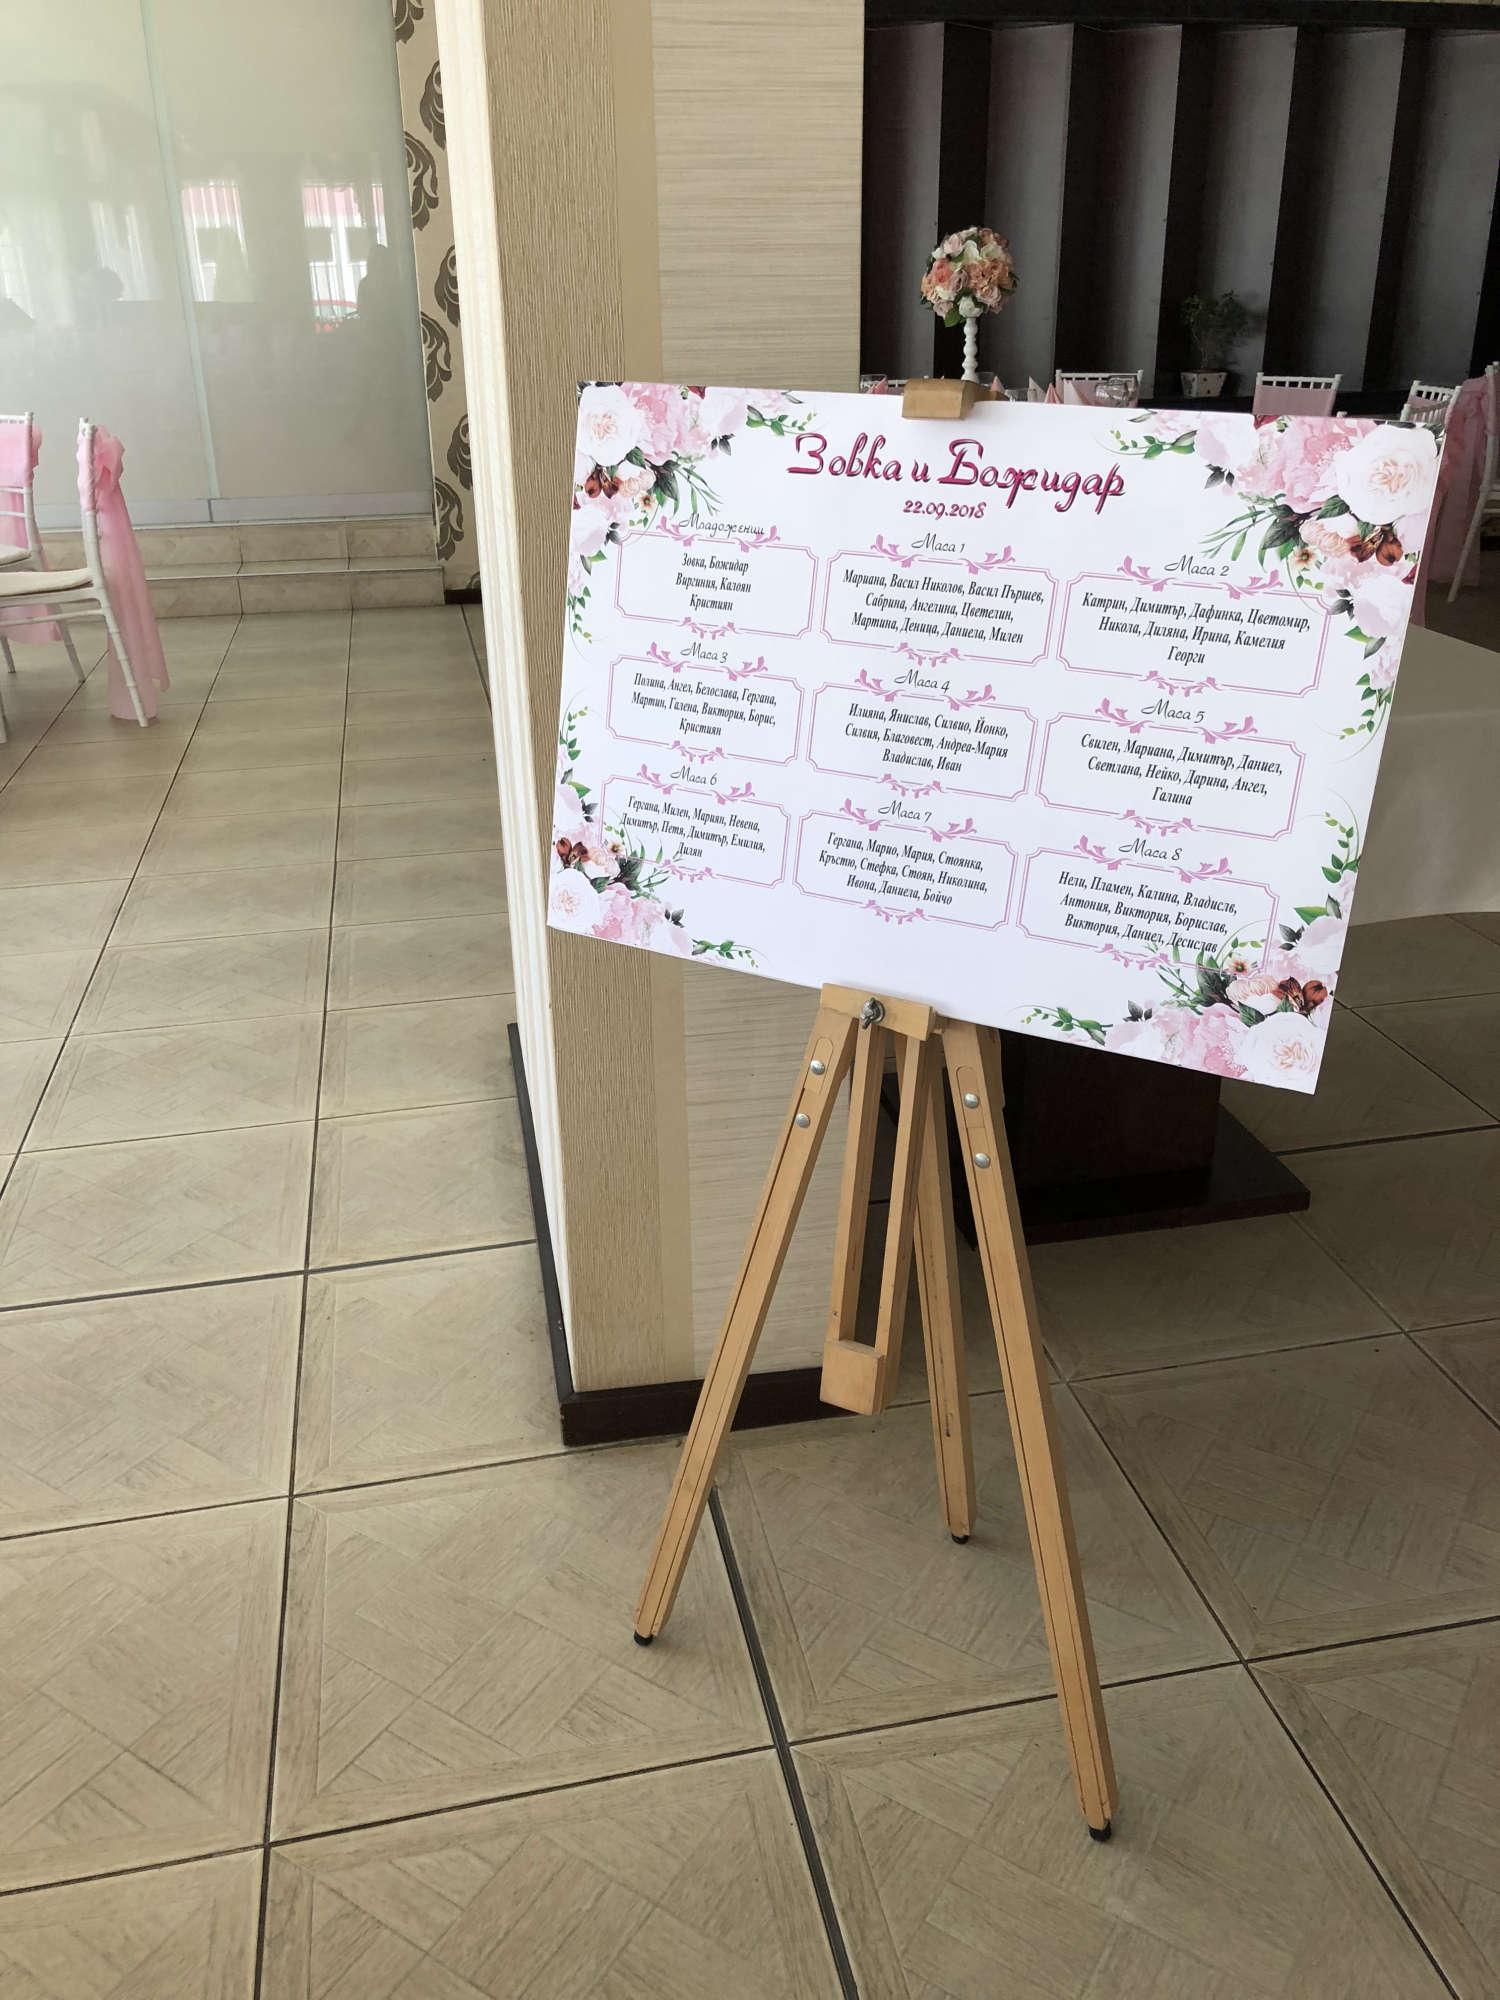 Зовка и Божидар
22.09.2018
Младоженци
Зовка, Божидар
Виргиния, Калоян
Кристиян
Маса 1
Мариана, Васил Николов, Васил Първев,
Сабрина, Ангелина, Цветелин,
Мартина, Деница, Даниела, Милен
Маса 2
Катрин, Димитър, Дафинка, Цветомир,
Никола, Диляна, Ирина, Камелия
Георги
Маса 3
Полина, Ангел, Белослава, Гергана,
Мартин, Галена, Виктория, Борис,
Кристиян
Маса 4
Илияна, Янислав, Силвио, Йонко,
Силвия, Благовест, Андреа-Мария
Владислав, Иван
Маса 5
Свилен, Мариана, Димитър, Даниел,
Светлана, Нейко, Дарина, Ангел,
Галина
Маса 6
Гергана, Милен, Мариян, Невена,
Димитър, Петя, Димитър, Емилия,
Дилян
Маса 7
Гергана, Марио, Мария, Стоянка,
Кръстю, Стефка, Стоян, Николина,
Ивона, Даниела, Бойчо
Маса 8
Нели, Пламен, Калина, Владислв,
Антония, Виктория, Борислав,
Виктория, Даниел, Десислав